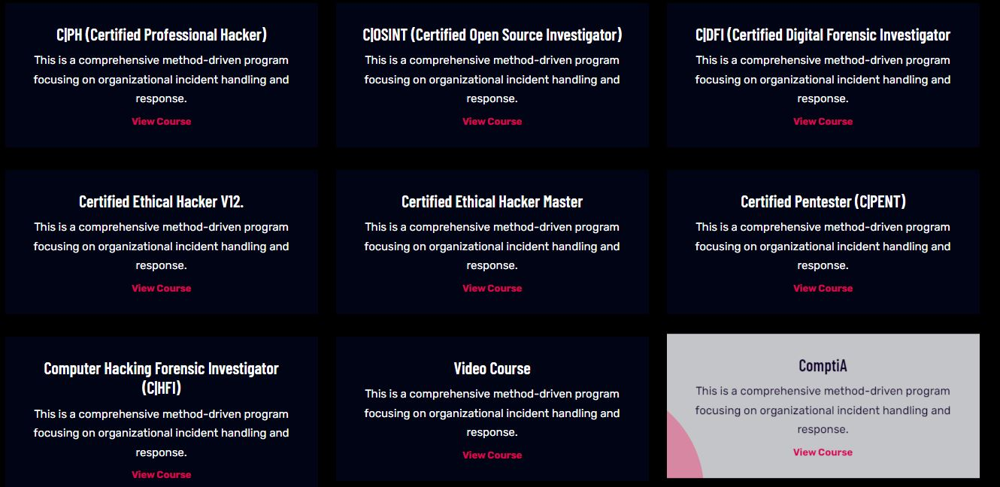 C|PH (Certified Professional Hacker)
This is a comprehensive method-driven program
focusing on organizational incident handling and
response.
View Course
C|OSINT (Certified Open Source Investigator)
This is a comprehensive method-driven program
focusing on organizational incident handling and
response.
View Course
C|DFI (Certified Digital Forensic Investigator
This is a comprehensive method-driven program
focusing on organizational incident handling and
response.
View Course
Certified Ethical Hacker V12.
This is a comprehensive method-driven program
focusing on organizational incident handling and
response.
View Course
Certified Ethical Hacker Master
This is a comprehensive method-driven program
focusing on organizational incident handling and
response.
View Course
Certified Pentester (C|PENT)
This is a comprehensive method-driven program
focusing on organizational incident handling and
response.
View Course
Computer Hacking Forensic Investigator
(C|HFI)
This is a comprehensive method-driven program
focusing on organizational incident handling and
response.
View Course
Video Course
This is a comprehensive method-driven program
focusing on organizational incident handling and
response.
View Course
ComptiA
This is a comprehensive method-driven program
focusing on organizational incident handling and
response.
View Course